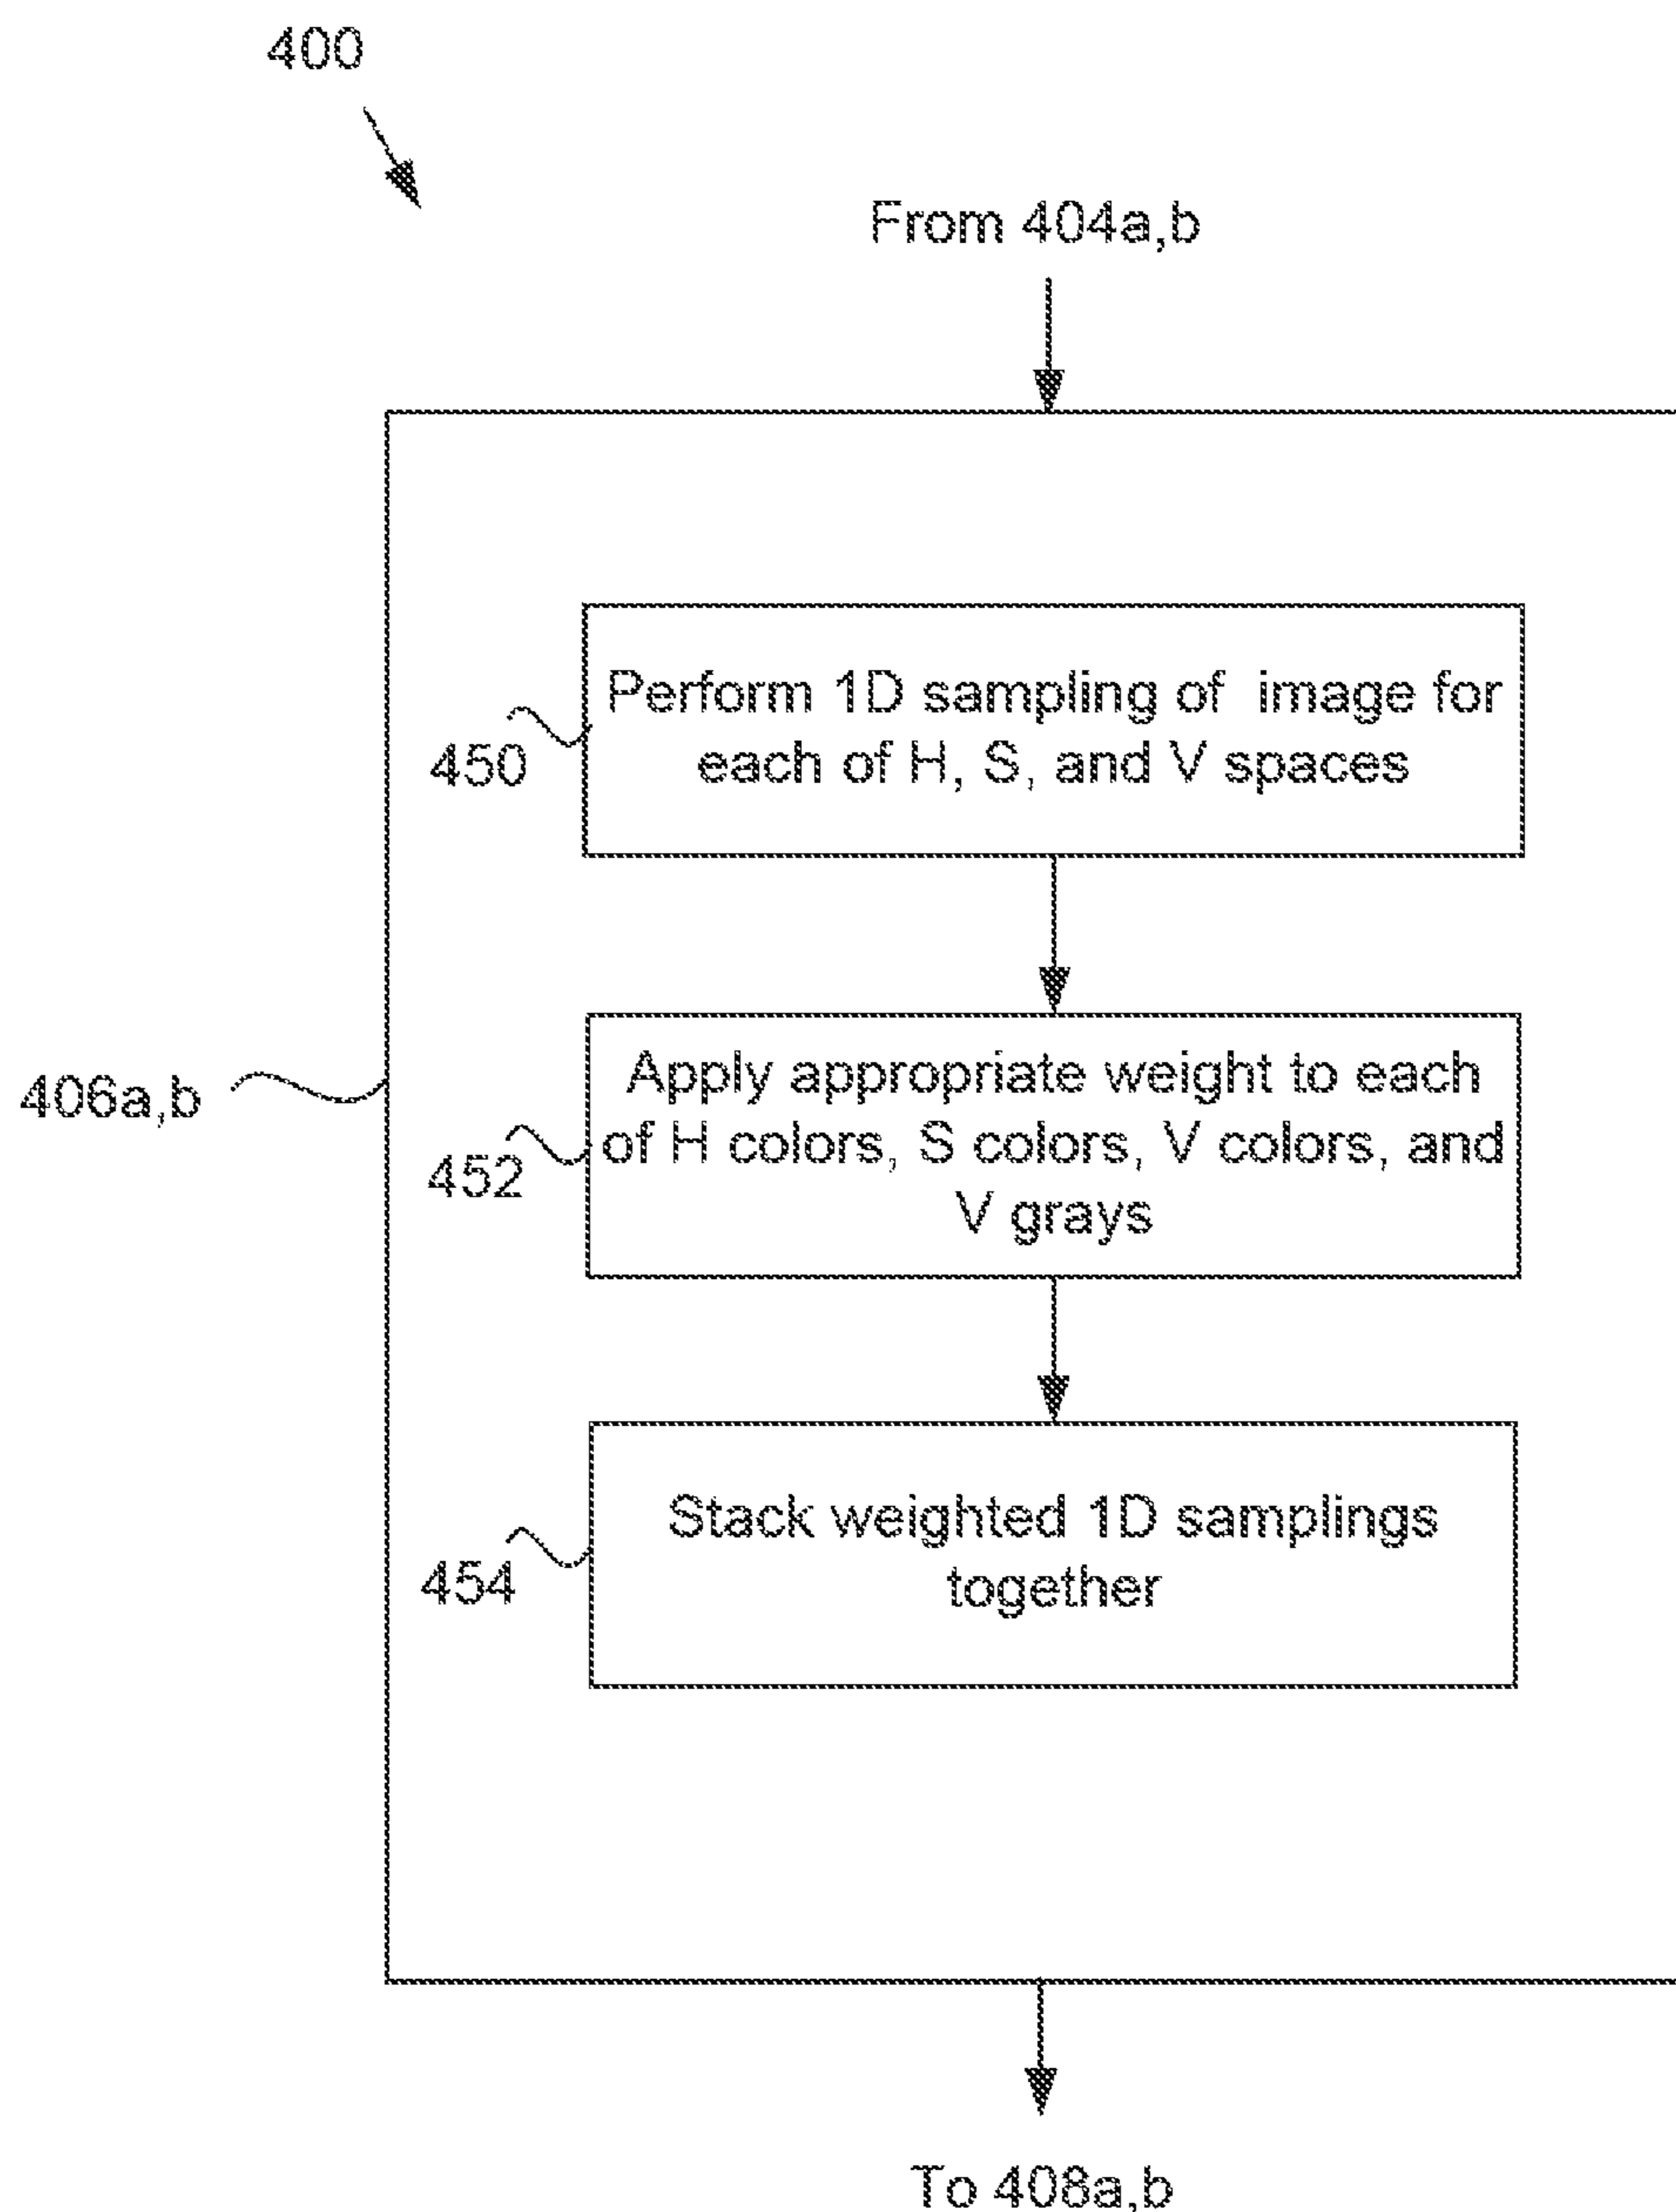 400
From 404a,b
Perform 1D sampling of image for
each of H, S, and V spaces
450
Apply appropriate weight to each
of H colors, S colors, V colors, and
V grays
406a,b
452
Stack weighted 1D samplings
together
454
To 408a,b